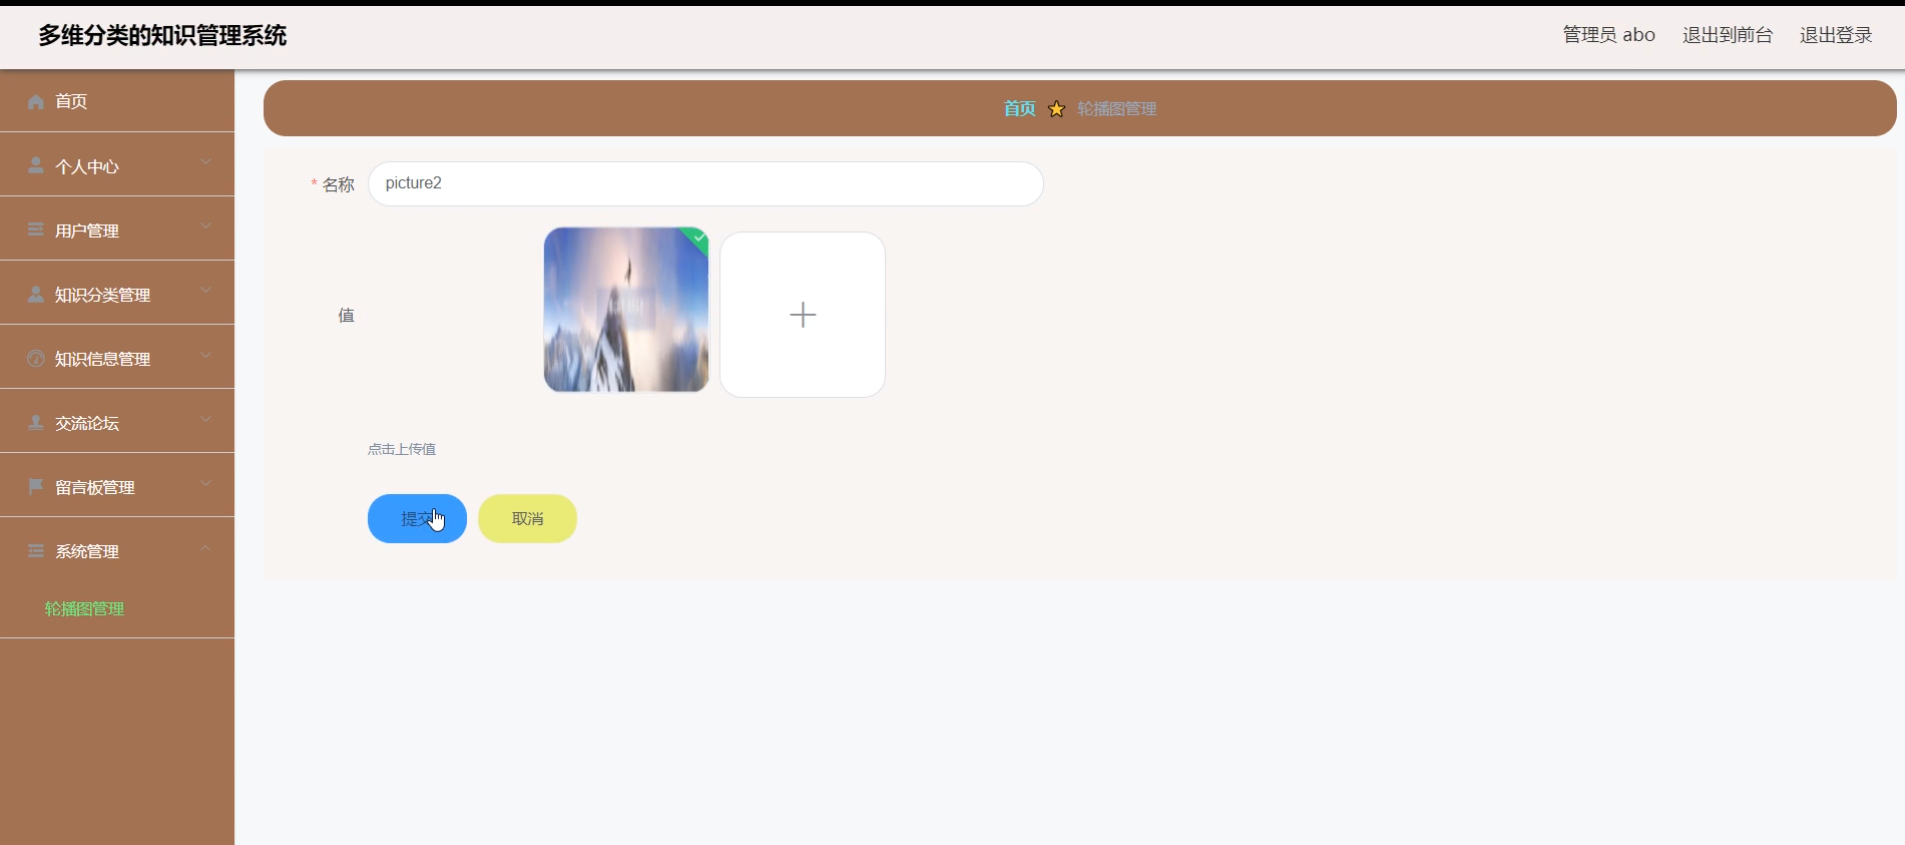 多维分类的知识管理系统
管理员 abo 退出到前台 退出登录
首页
个人中心
用户管理
知识分类管理
知识信息管理
交流论坛
留言板管理
系统管理
轮播图管理
首页 轮播图管理
* 名称 picture2
值
点击上传值
提交 取消